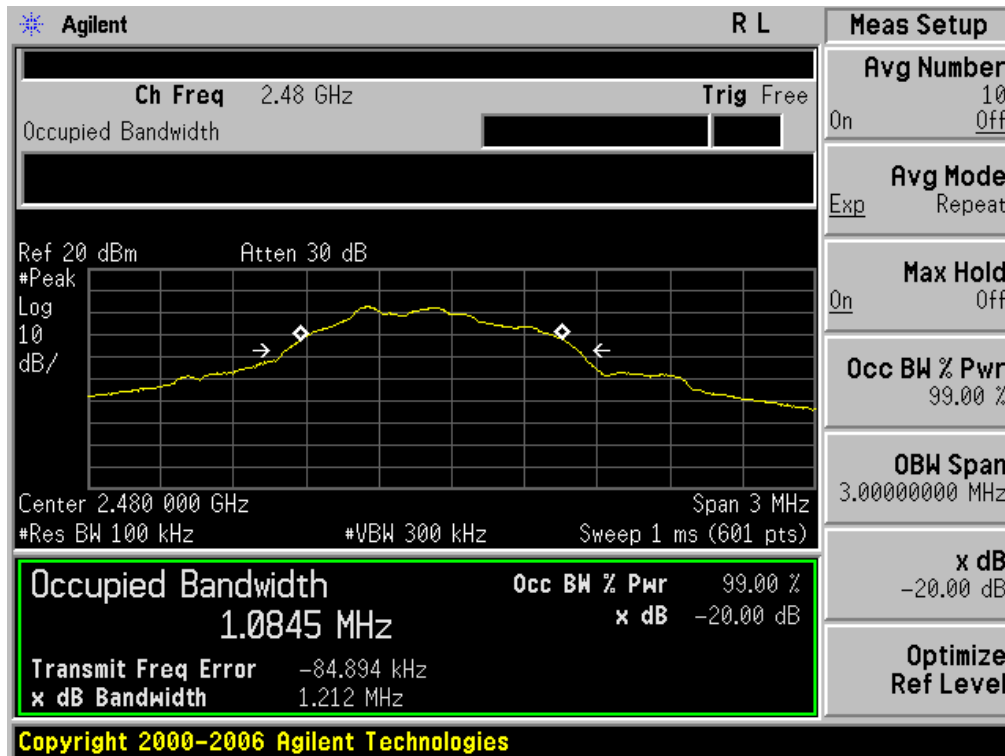 Agilent R L
Ch Freq 2.48 GHz Trig Free
Occupied Bandwidth
Ref 20 dBm Atten 30 dB
#Peak
Log
10
dB/
Center 2.480 000 GHz Span 3 MHz
#Res BW 100 kHz #VBW 300 kHz Sweep 1 ms (601 pts)
Occupied Bandwidth
1.0845 MHz
Occ BW % Pwr 99.00 %
x dB -20.00 dB
Transmit Freq Error -84.894 kHz
x dB Bandwidth 1.212 MHz
Copyright 2000-2006 Agilent Technologies
Meas Setup
Avg Number
10
On Off
Avg Mode
Exp Repeat
Max Hold
On Off
Occ BW % Pwr
99.00 %
OBW Span
3.00000000 MHz
x dB
-20.00 dB
Optimize
Ref Level